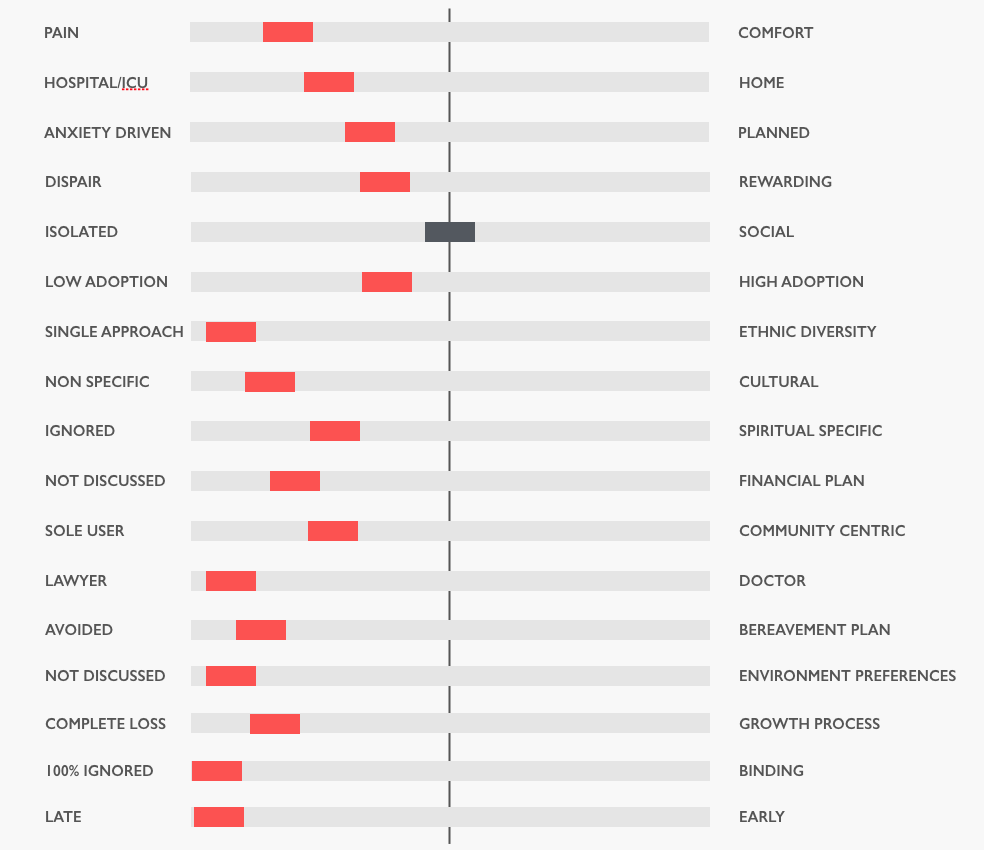 PAIN COMFORT
HOSPITAL/ICU HOME
ANXIETY DRIVEN PLANNED
DISPAIR REWARDING
ISOLATED SOCIAL
LOW ADOPTION HIGH ADOPTION
SINGLE APPROACH ETHNIC DIVERSITY
NON SPECIFIC CULTURAL
IGNORED SPIRITUAL SPECIFIC
NOT DISCUSSED FINANCIAL PLAN
SOLE USER COMMUNITY CENTRIC
LAWYER DOCTOR
AVOIDED BEREAVEMENT PLAN
NOT DISCUSSED ENVIRONMENT PREFERENCES
COMPLETE LOSS GROWTH PROCESS
100% IGNORED BINDING
LATE EARLY